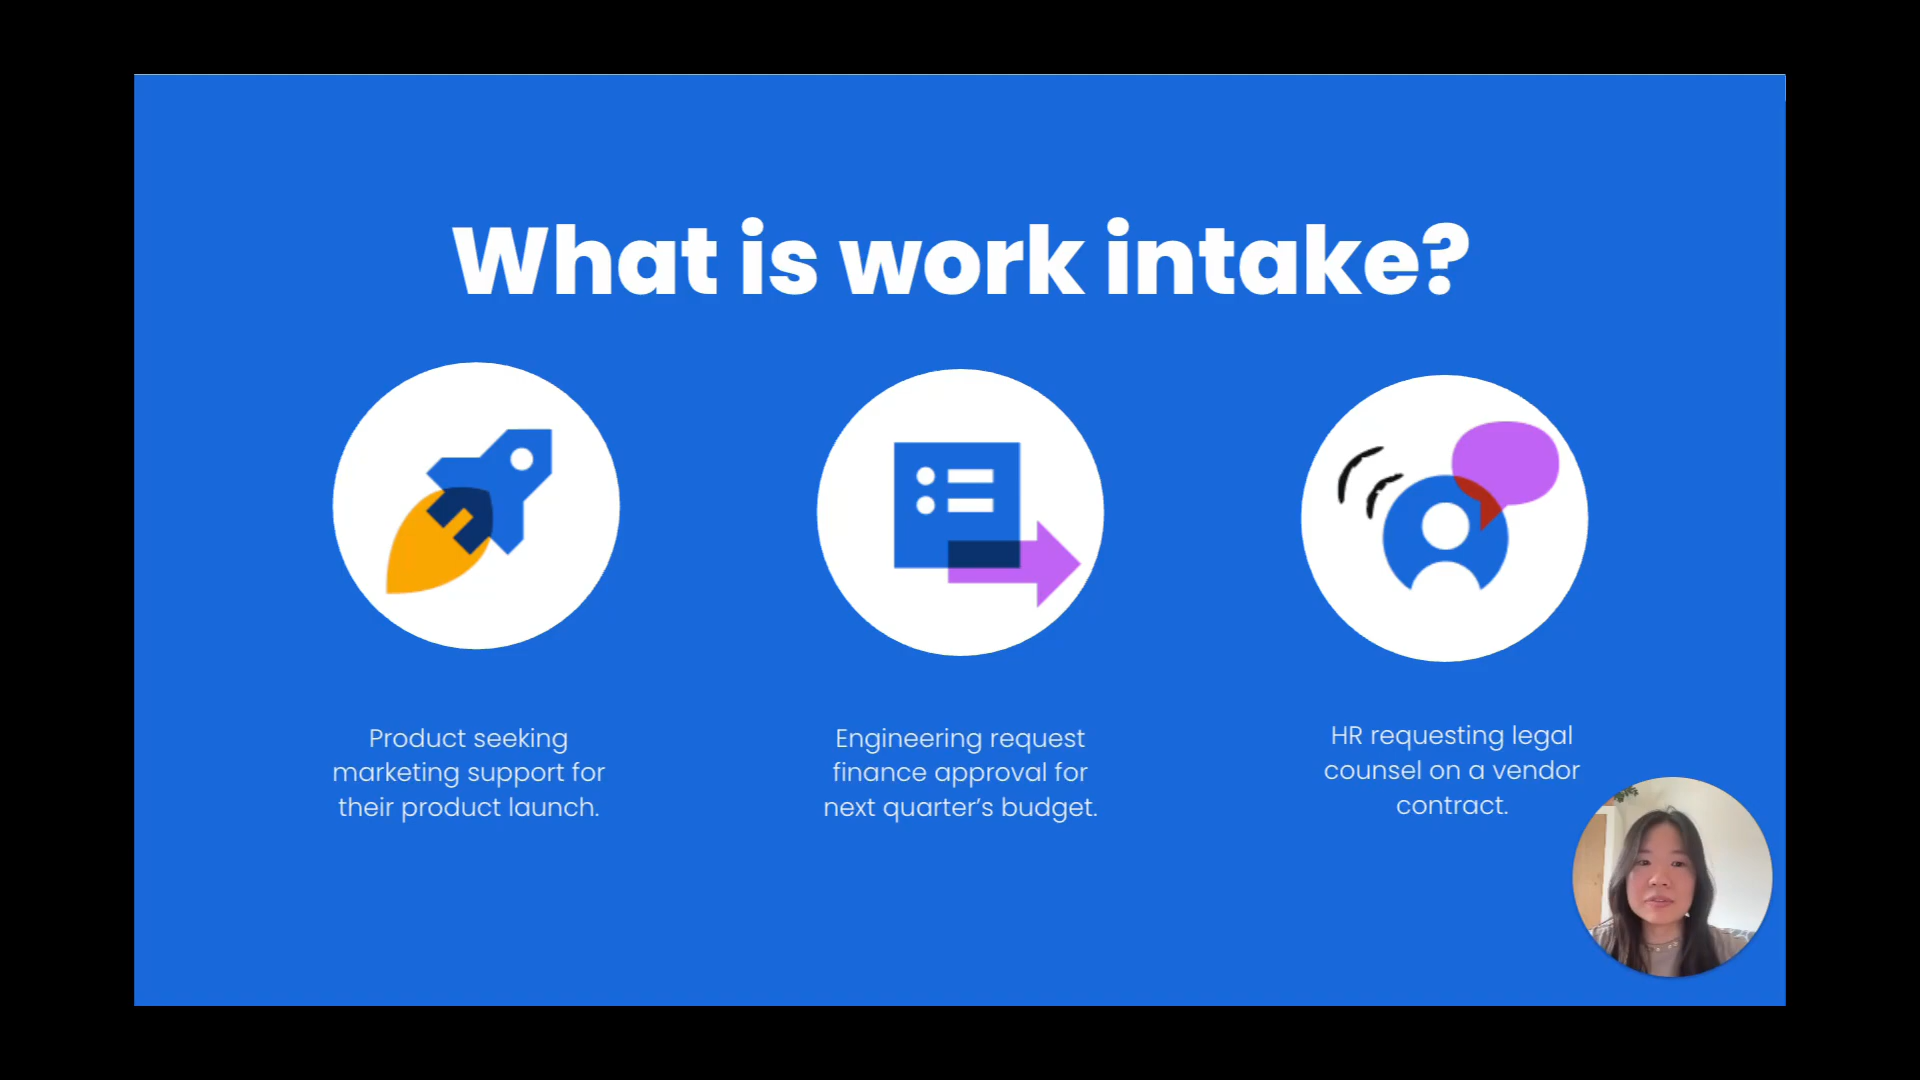 What is work intake?
Product seeking
marketing support for
their product launch.
Engineering request
finance approval for
next quarter’s budget.
HR requesting legal
counsel on a vendor
contract.